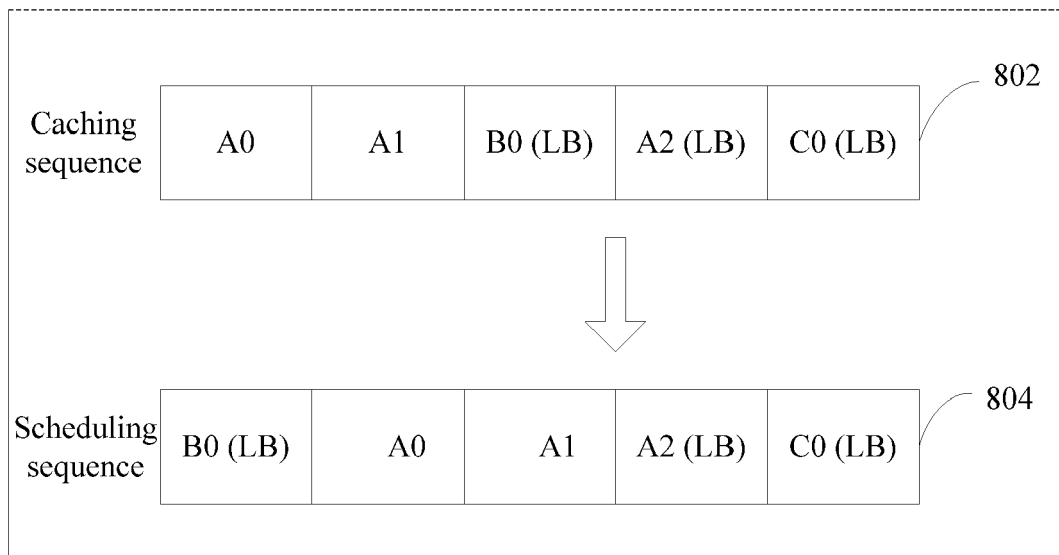 802
Caching
sequence
A0 A1 B0 (LB) A2 (LB) C0 (LB)
804
Scheduling
sequence
B0 (LB) A0 A1 A2 (LB) C0 (LB)